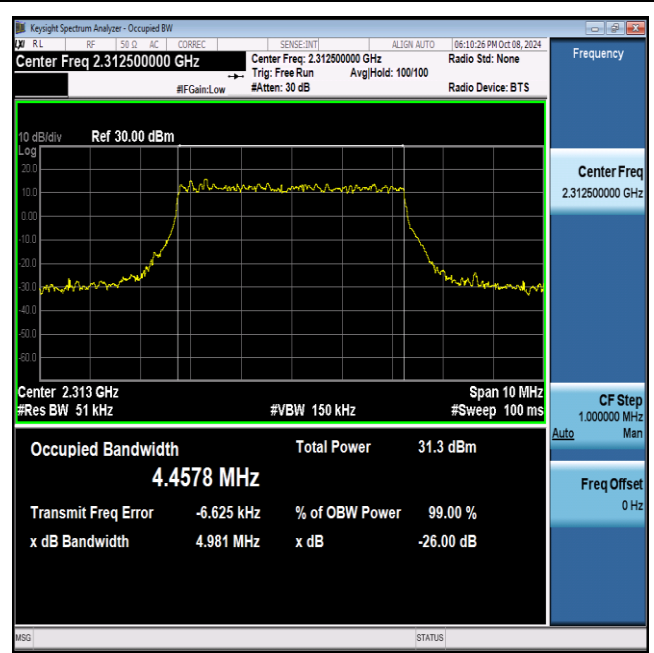 Keysight Spectrum Analyzer - Occupied BW
LXI RL RF 50 Ω AC CORREC SENSE:INT ALIGN AUTO 06:10:26 PM Oct 08, 2024
Center Freq 2.312500000 GHz
Center Freq: 2.312500000 GHz
Radio Std: None
Trig: Free Run Avg|Hold: 100/100
#IFGain:Low
#Atten: 30 dB
Radio Device: BTS
10 dB/div Ref 30.00 dBm
Log
20.0
10.0
0.00
-10.0
-20.0
-30.0
-40.0
-50.0
-60.0
Center 2.313 GHz Span 10 MHz
#Res BW 51 kHz #VBW 150 kHz #Sweep 100 ms
Occupied Bandwidth Total Power 31.3 dBm
4.4578 MHz
Transmit Freq Error -6.625 kHz % of OBW Power 99.00 %
x dB Bandwidth 4.981 MHz x dB -26.00 dB
MSG STATUS
Frequency
Center Freq
2.312500000 GHz
CF Step
1.000000 MHz
Auto Man
Freq Offset
0 Hz